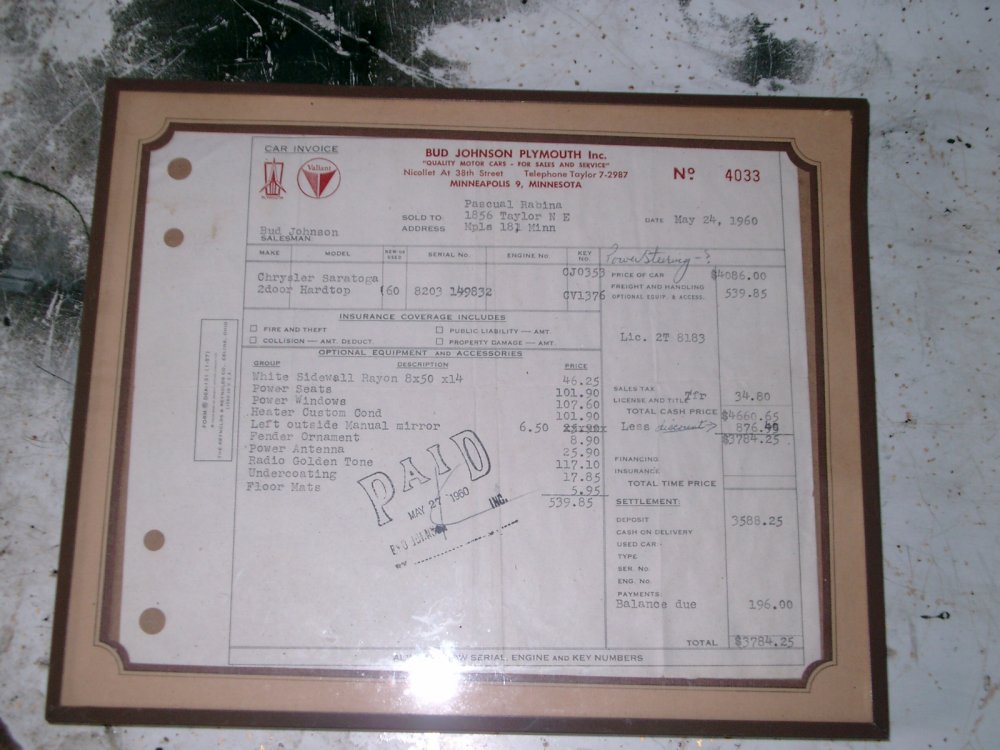 CAR INVOICE
BUD JOHNSON PLYMOUTH Inc.
"QUALITY MOTOR CARS - FOR SALES AND SERVICE"
Nicollet At 38th Street Telephone Taylor 7-2987
MINNEAPOLIS 9, MINNESOTA
No 4033
PLYMOUTH
Valiant
Pascual Rabina
SOLD TO 1856 Taylor N E
DATE May 24, 1960
ADDRESS Mpls 18, Minn
Bud Johnson
SALESMAN
MAKE MODEL NEW OR USED SERIAL No. ENGINE No. KEY NO.
Power Steering - ?
Chrysler Saratoga CJ0353
2door Hardtop 60 8203 149832 CV1376
PRICE OF CAR $4086.00
FREIGHT AND HANDLING
OPTIONAL EQUIP. & ACCESS. 539.85
Lic. 2T 8183
INSURANCE COVERAGE INCLUDES
FIRE AND THEFT PUBLIC LIABILITY — AMT.
COLLISION — AMT. DEDUCT. PROPERTY DAMAGE — AMT.
OPTIONAL EQUIPMENT AND ACCESSORIES
GROUP DESCRIPTION PRICE
White Sidewall Rayon 8x50 x14 46.25
Power Seats 101.90
Power Windows 107.60
Heater Custom Cond 101.90
Left outside Manual mirror 6.50
Fender Ornament 8.90
Power Antenna 25.90
Radio Golden Tone 117.10
Undercoating 17.85
Floor Mats 5.95
539.85
SALES TAX
LICENSE AND TITLE Tfr 34.80
TOTAL CASH PRICE $4660.65
Less discount 876.40
$3784.25
FINANCING
INSURANCE
TOTAL TIME PRICE
SETTLEMENT:
DEPOSIT 3588.25
CASH ON DELIVERY
USED CAR -
TYPE
SER. No.
ENG. No.
PAYMENTS:
Balance due 196.00
TOTAL $3784.25
PAID
MAY 27 1960
INC.
BY
SERIAL, ENGINE AND KEY NUMBERS